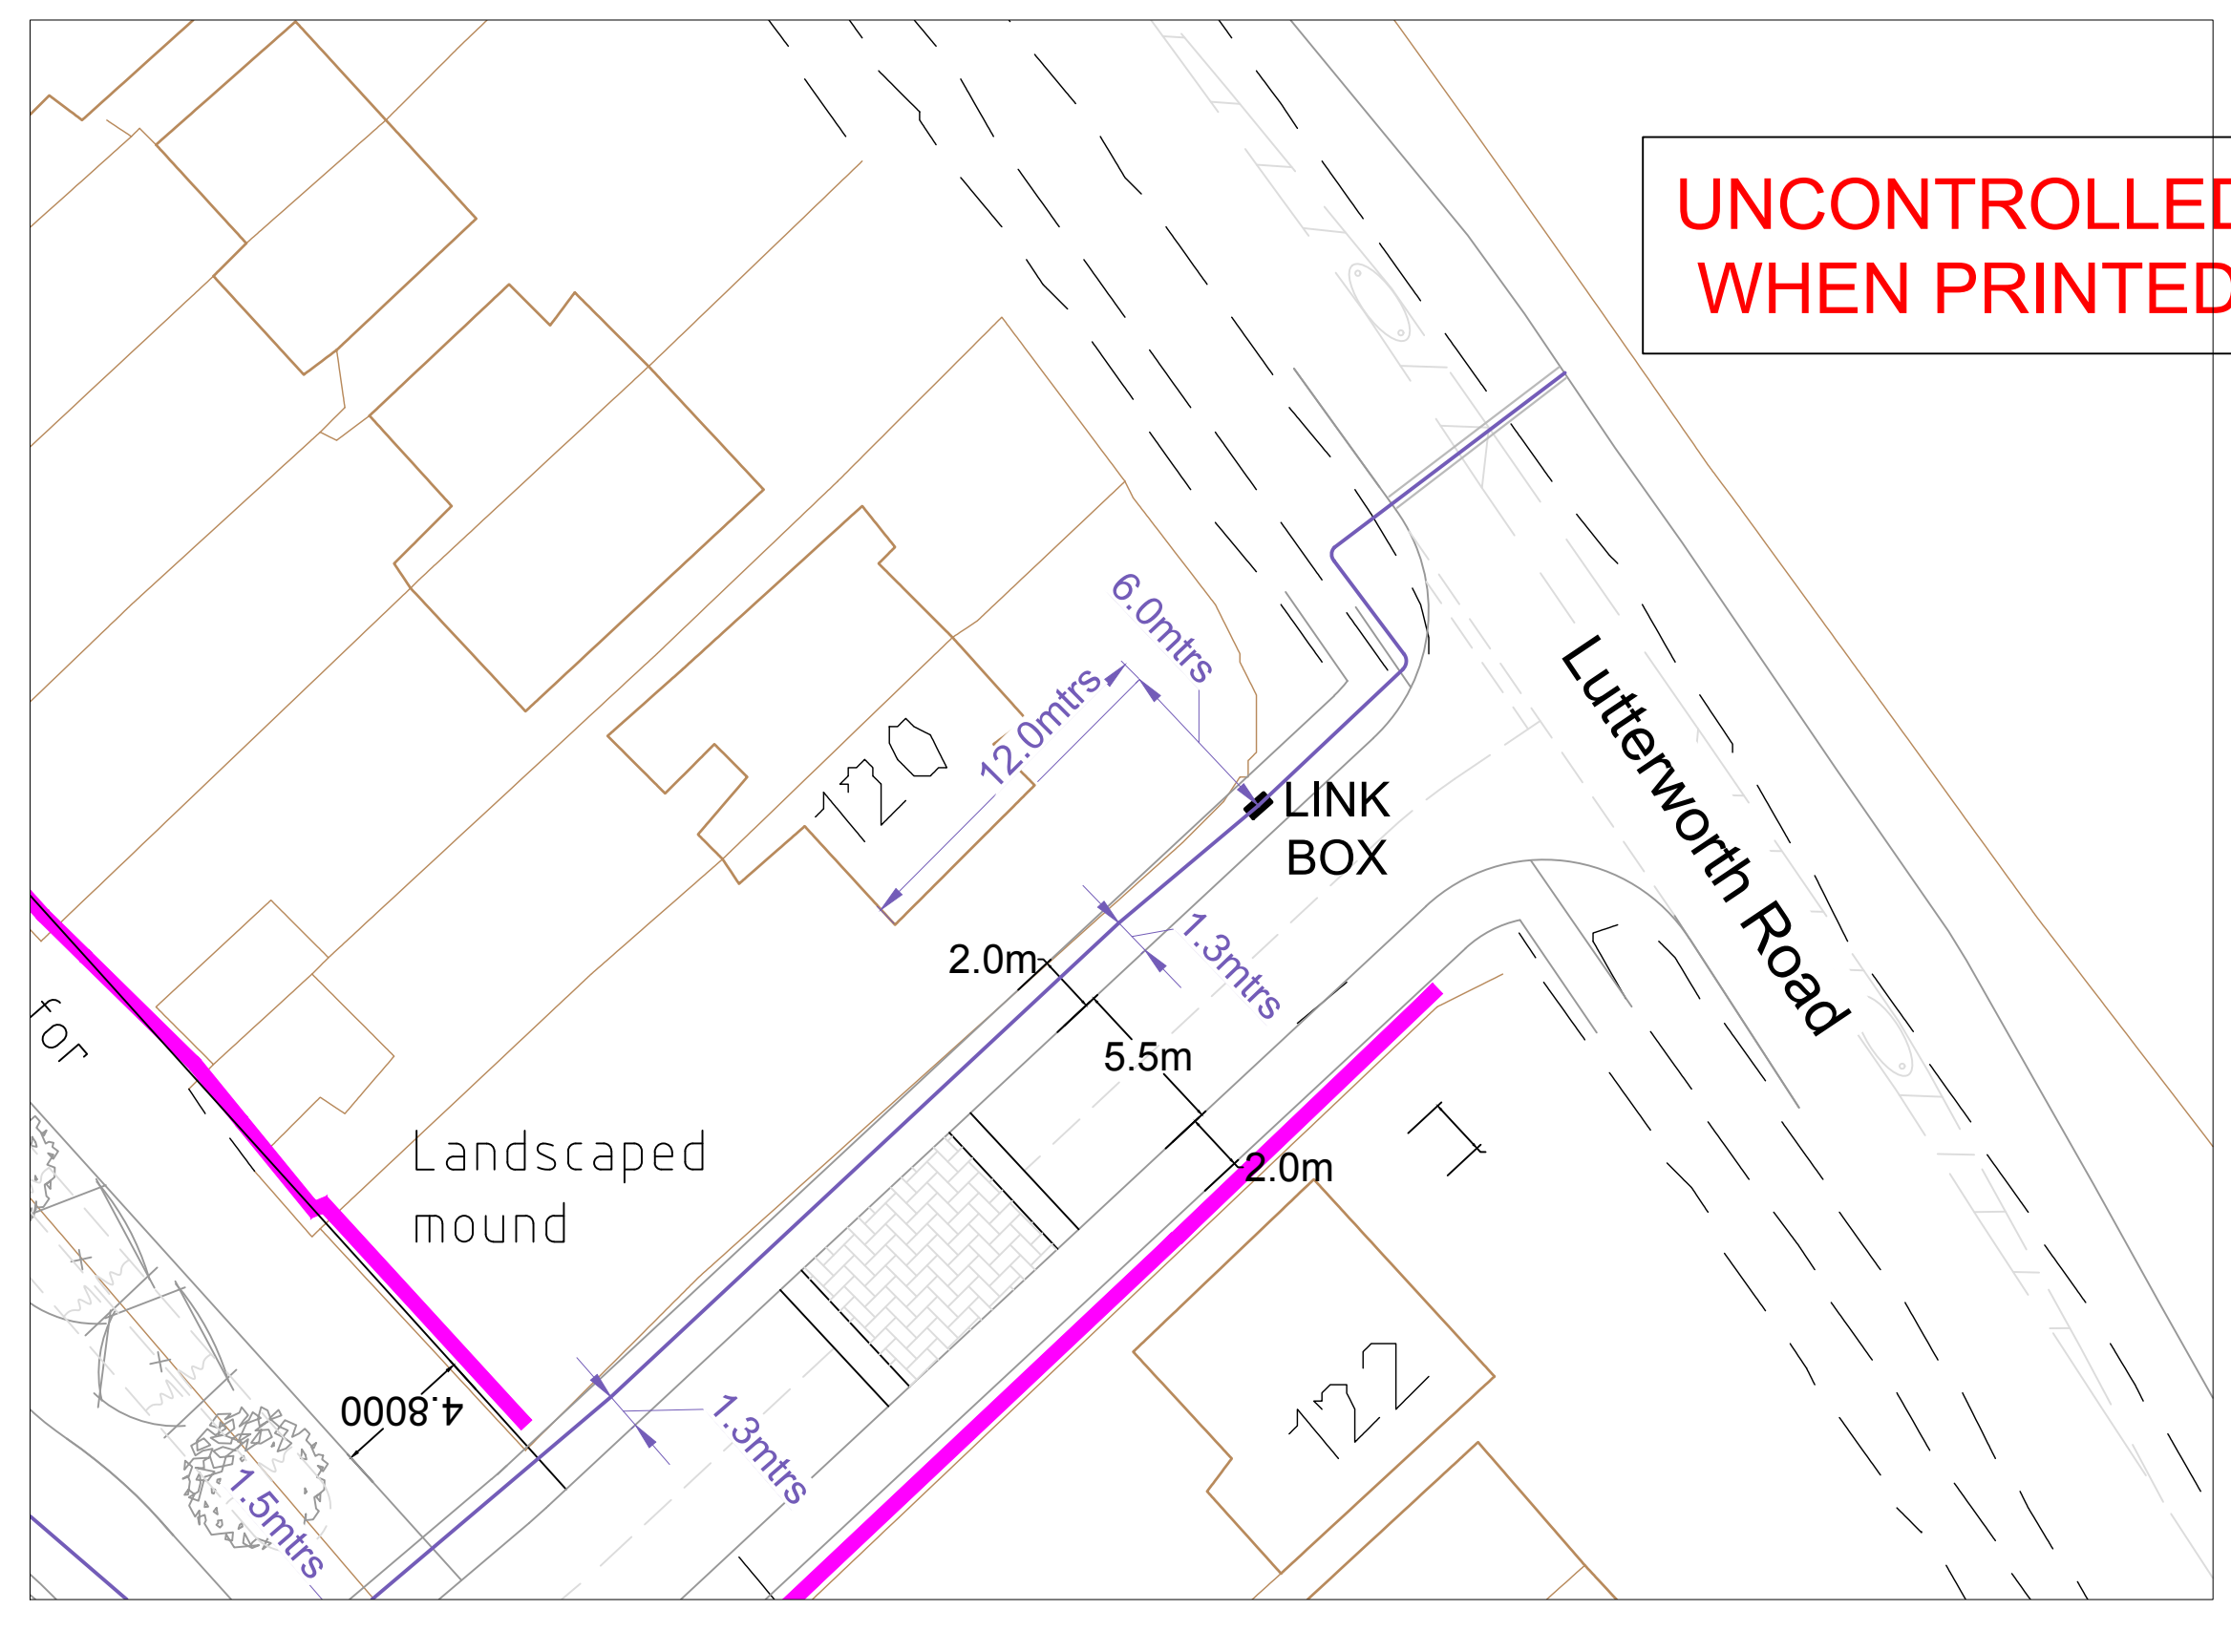 UNCONTROLLED
WHEN PRINTED
6.0mtrs
12.0mtrs
120
Lutterworth Road
LINK
BOX
1.3mtrs
2.0m
5.5m
for
2.0m
Landscaped
mound
122
4.8000
1.3mtrs
1.5mtrs